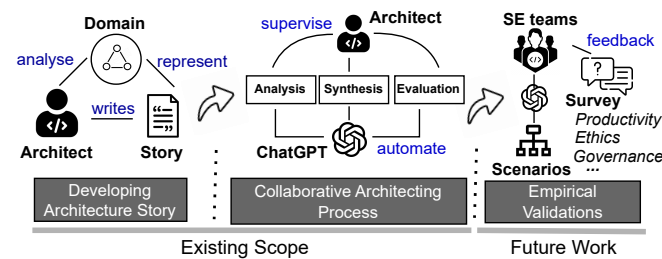 Domain
analyse
represent
writes
Architect
Story
Developing
Architecture Story
supervise
Architect
Analysis
Synthesis
Evaluation
ChatGPT
automate
Collaborative Architecting
Process
Existing Scope
SE teams
feedback
Survey
Productivity
Ethics
Governance
...
Scenarios
Empirical
Validations
Future Work